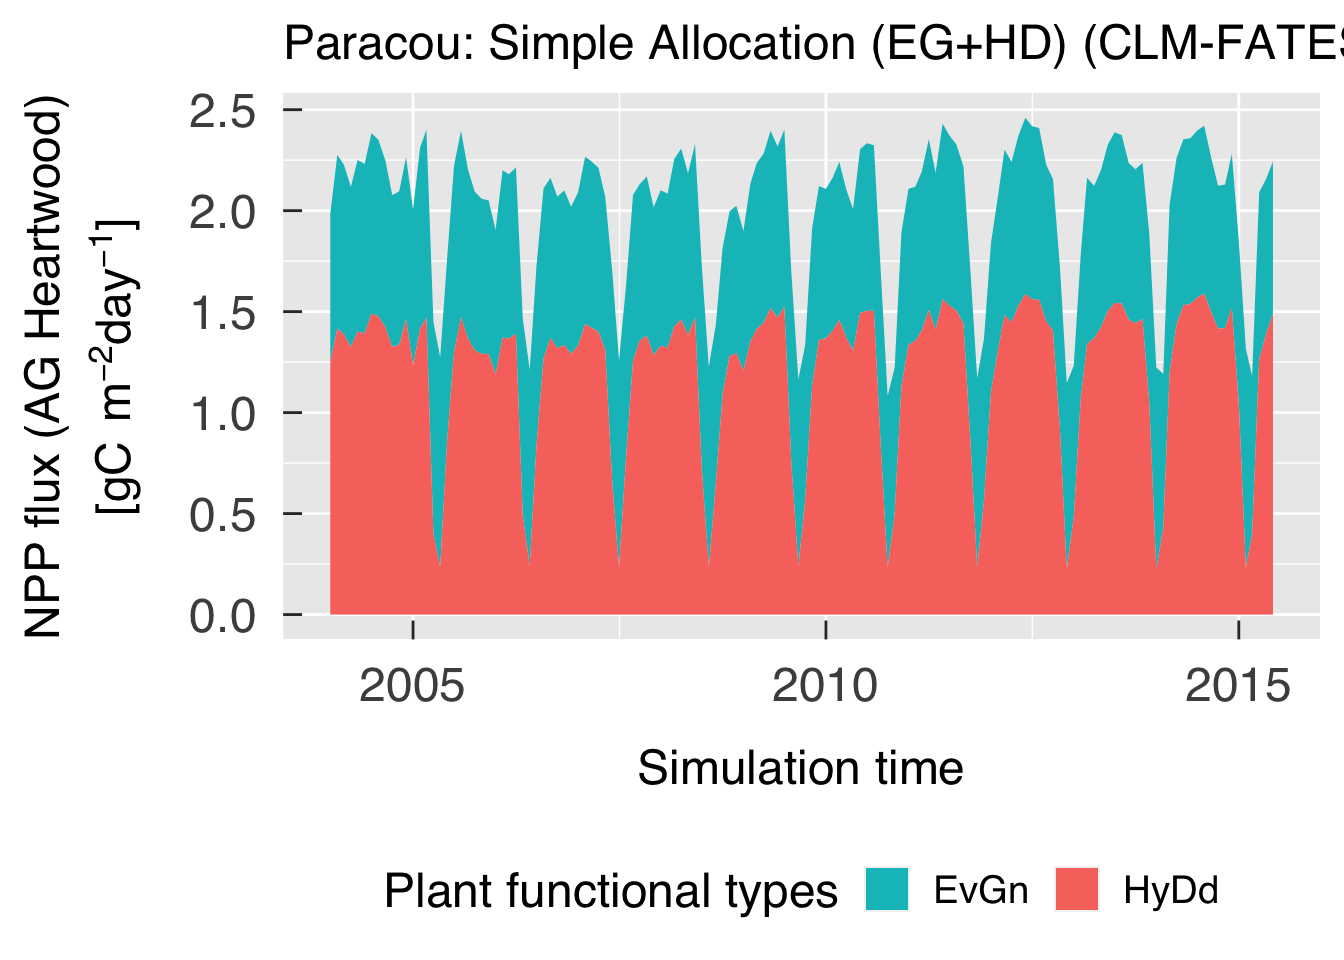 Paracou: Simple Allocation (EG+HD) (CLM-FATES
NPP flux (AG Heartwood)
[gC m⁻²day⁻¹]
2.5
2.0
1.5
1.0
0.5
0.0
2005 2010 2015
Simulation time
Plant functional types EvGn HyDd